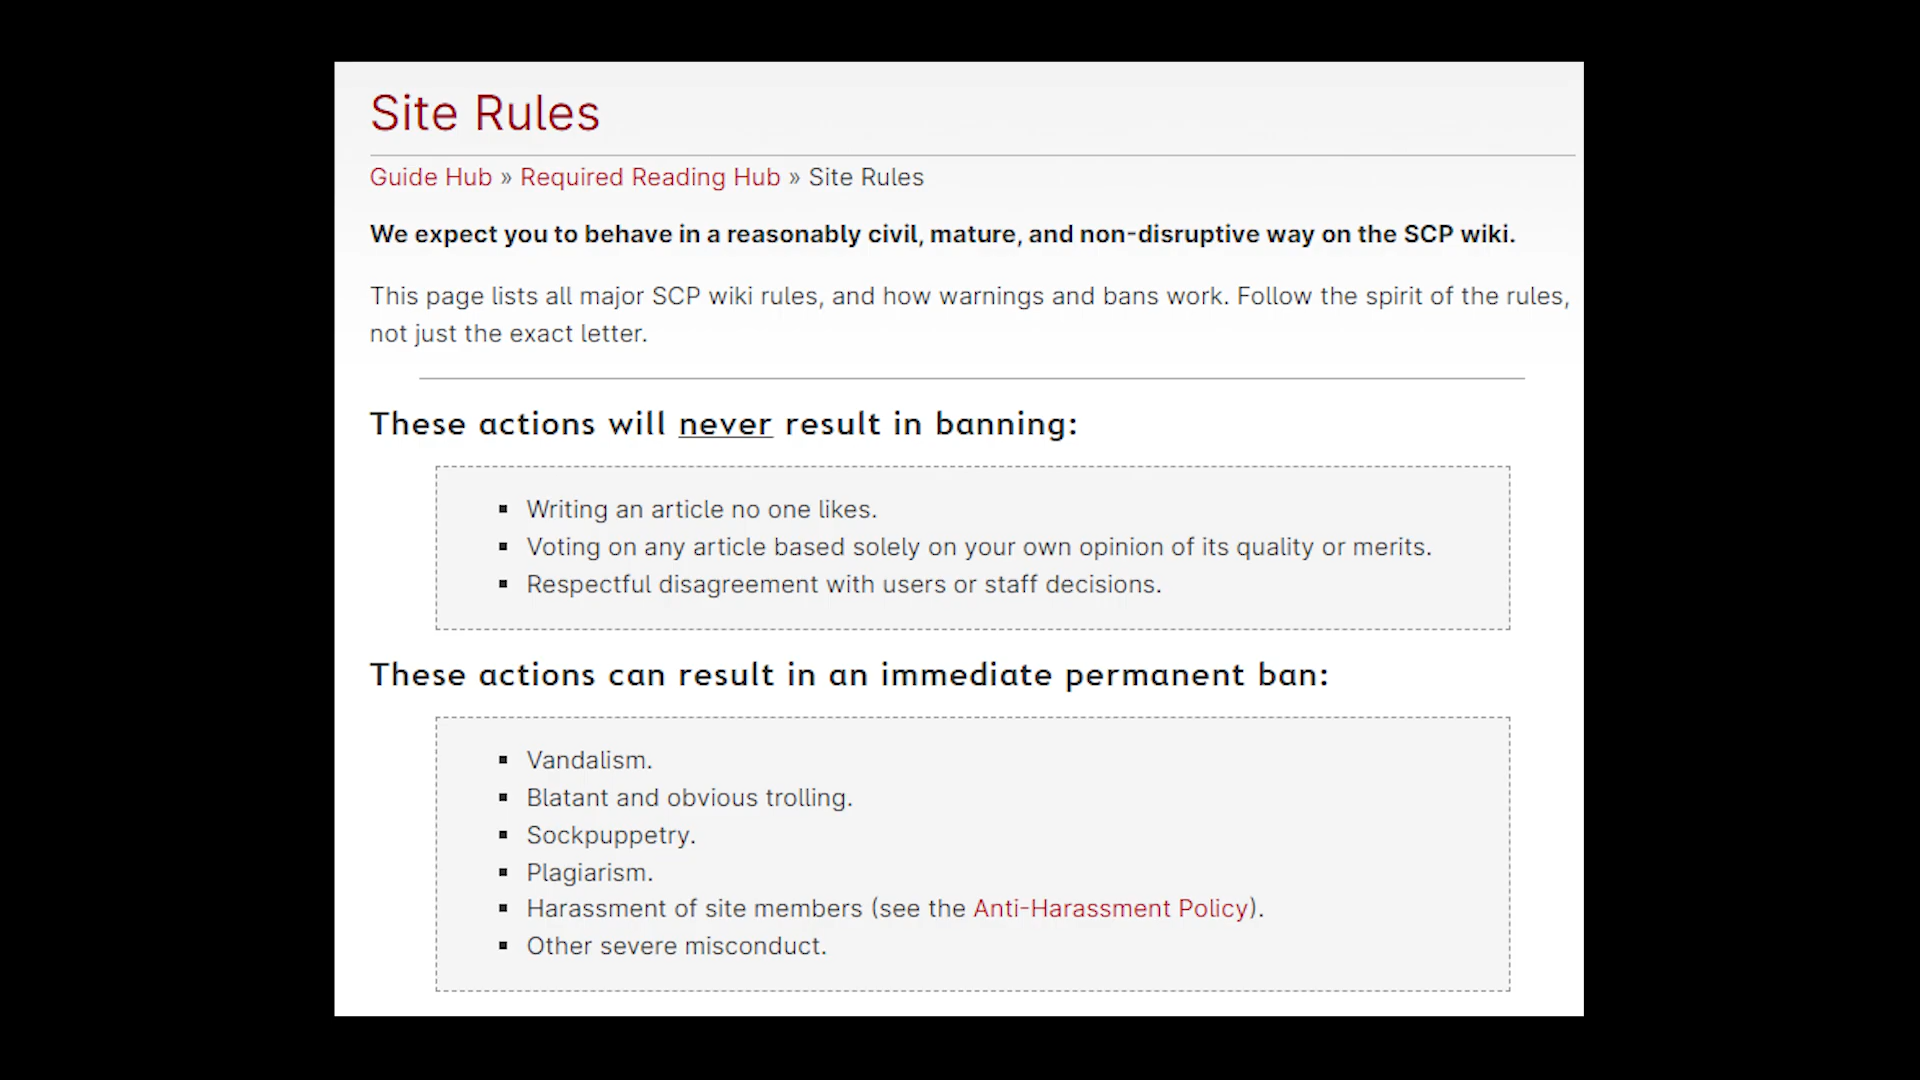 Site Rules
Guide Hub » Required Reading Hub » Site Rules
We expect you to behave in a reasonably civil, mature, and non-disruptive way on the SCP wiki.
This page lists all major SCP wiki rules, and how warnings and bans work. Follow the spirit of the rules,
not just the exact letter.
These actions will never result in banning:
▪ Writing an article no one likes.
▪ Voting on any article based solely on your own opinion of its quality or merits.
▪ Respectful disagreement with users or staff decisions.
These actions can result in an immediate permanent ban:
▪ Vandalism.
▪ Blatant and obvious trolling.
▪ Sockpuppetry.
▪ Plagiarism.
▪ Harassment of site members (see the Anti-Harassment Policy).
▪ Other severe misconduct.